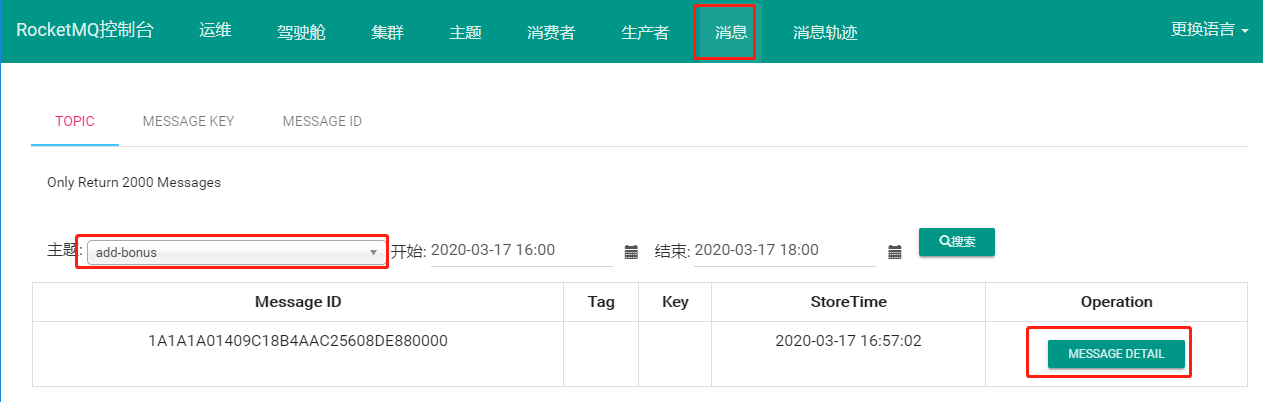 RocketMQ控制台 运维 驾驶舱 集群 主题 消费者 生产者 消息 消息轨迹 更换语言
TOPIC MESSAGE KEY MESSAGE ID
Only Return 2000 Messages
主题: add-bonus 开始: 2020-03-17 16:00 结束: 2020-03-17 18:00 搜索
Message ID Tag Key StoreTime Operation
1A1A1A01409C18B4AAC25608DE880000 2020-03-17 16:57:02 MESSAGE DETAIL